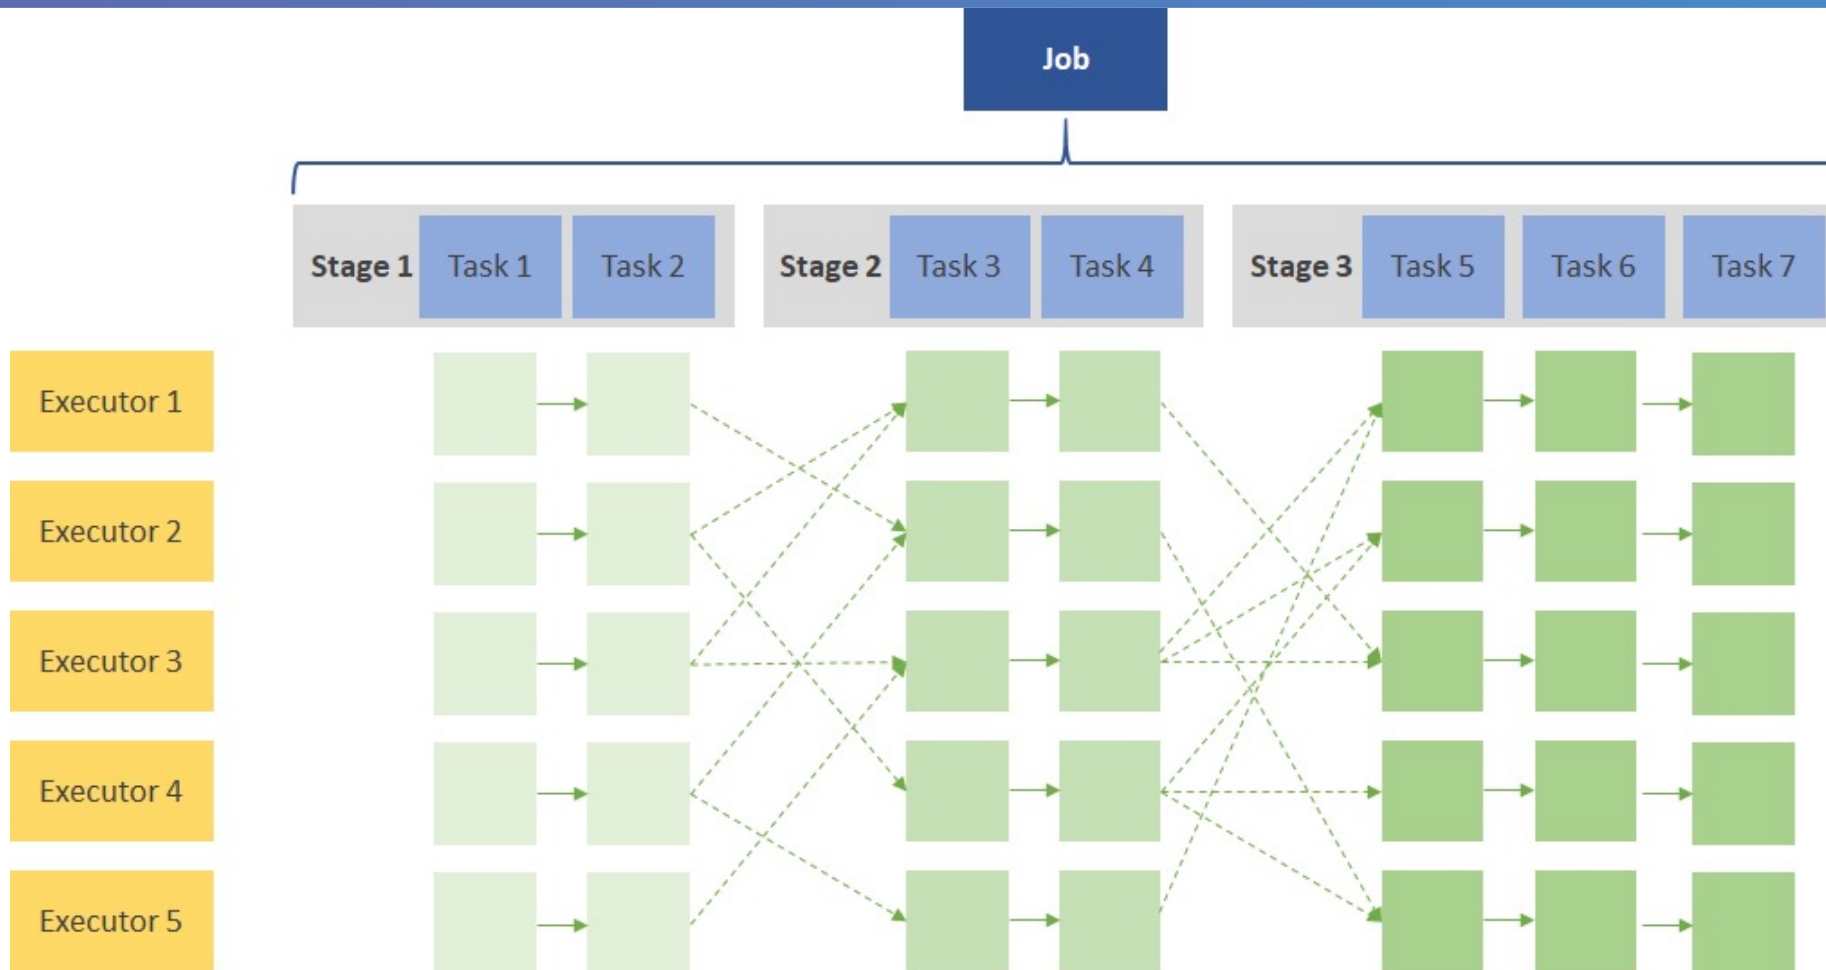 Job
Stage 1 Task 1 Task 2 Stage 2 Task 3 Task 4 Stage 3 Task 5 Task 6 Task 7
Executor 1
Executor 2
Executor 3
Executor 4
Executor 5